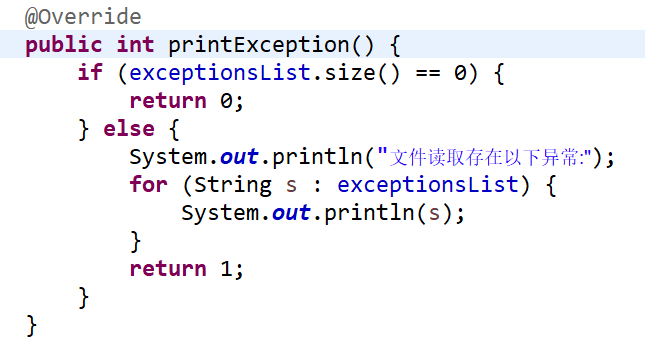 @Override
public int printException() {
if (exceptionsList.size() == 0) {
return 0;
} else {
System.out.println("文件读取存在以下异常:");
for (String s : exceptionsList) {
System.out.println(s);
}
return 1;
}
}